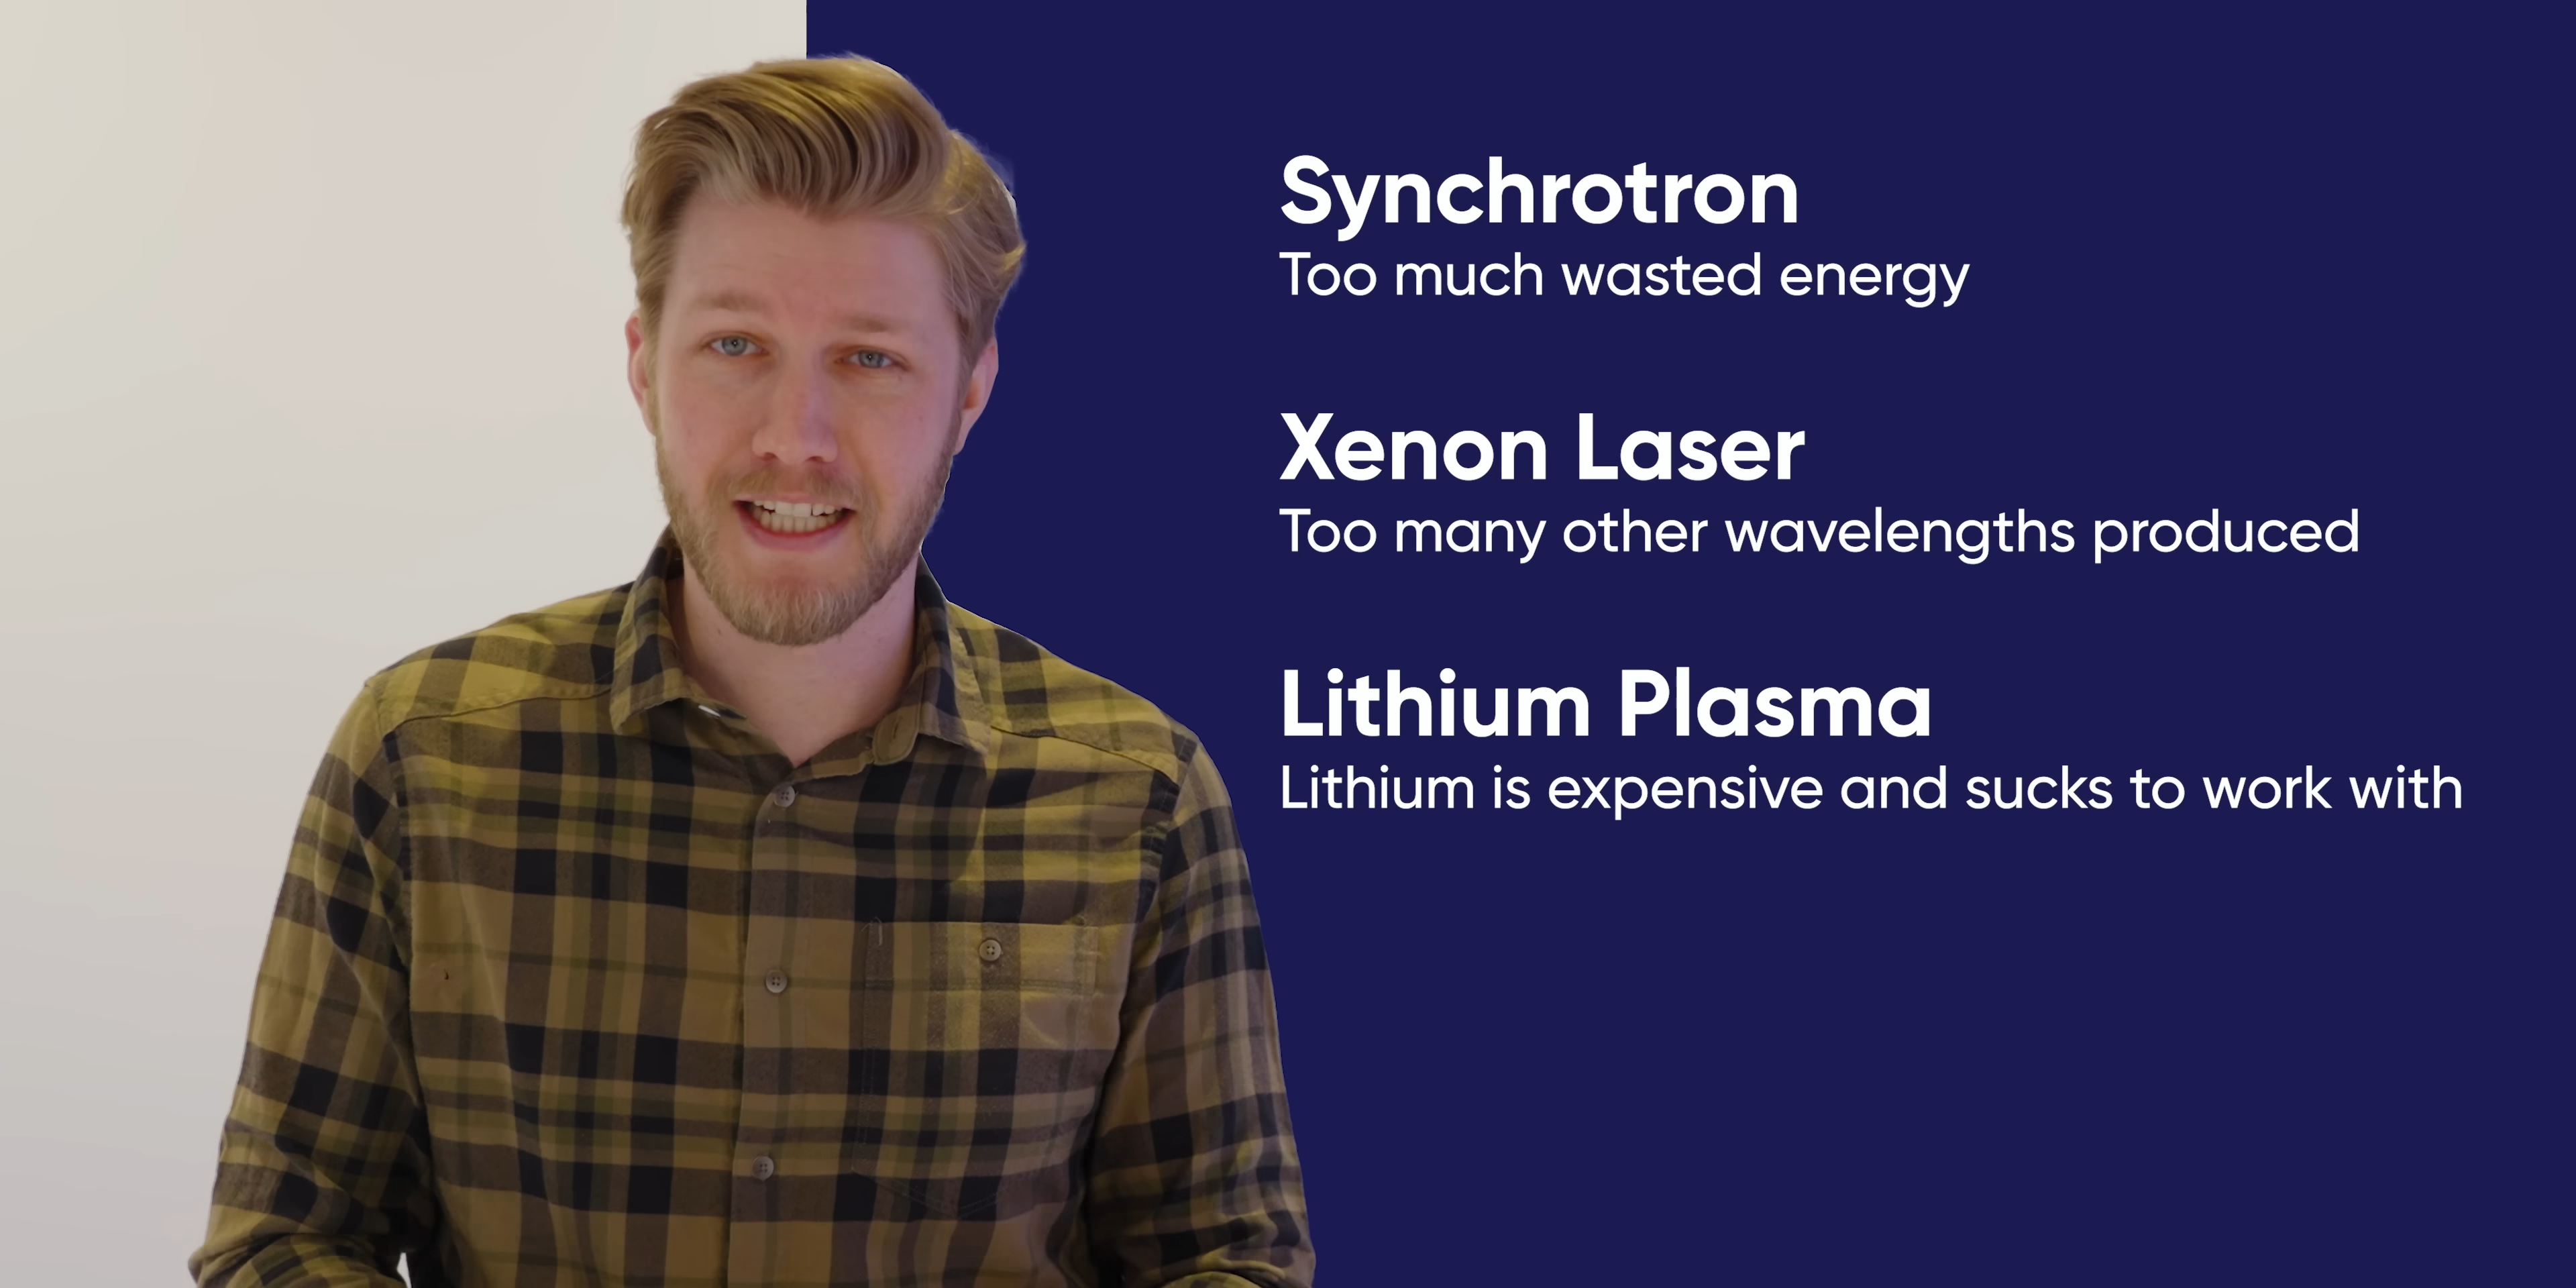 Synchrotron
Too much wasted energy
Xenon Laser
Too many other wavelengths produced
Lithium Plasma
Lithium is expensive and sucks to work with